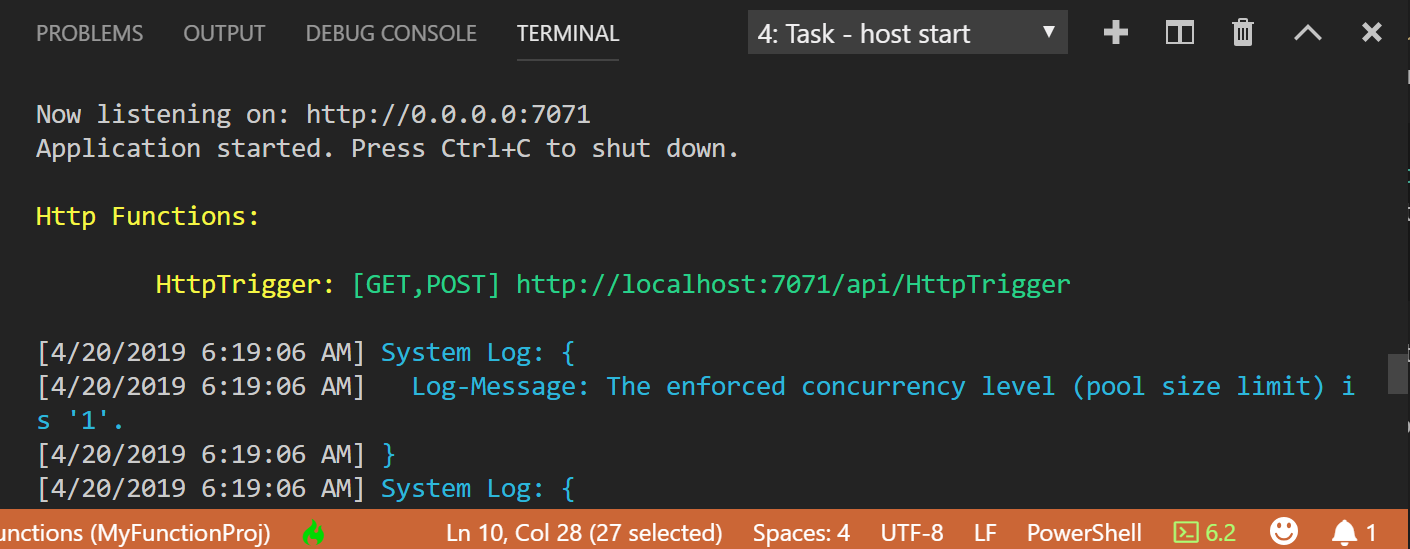 PROBLEMS OUTPUT DEBUG CONSOLE TERMINAL 4: Task - host start
Now listening on: http://0.0.0.0:7071
Application started. Press Ctrl+C to shut down.
Http Functions:
HttpTrigger: [GET,POST] http://localhost:7071/api/HttpTrigger
[4/20/2019 6:19:06 AM] System Log: {
[4/20/2019 6:19:06 AM] Log-Message: The enforced concurrency level (pool size limit) i
s '1'.
[4/20/2019 6:19:06 AM] }
[4/20/2019 6:19:06 AM] System Log: {
unctions (MyFunctionProj) Ln 10, Col 28 (27 selected) Spaces: 4 UTF-8 LF PowerShell 6.2 1